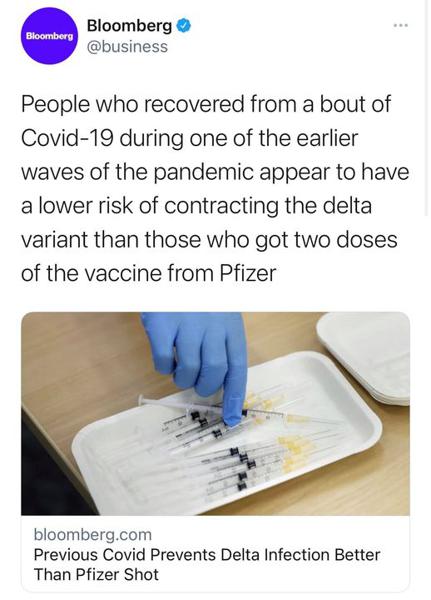 Bloomberg
Bloomberg
@business
People who recovered from a bout of
Covid-19 during one of the earlier
waves of the pandemic appear to have
a lower risk of contracting the delta
variant than those who got two doses
of the vaccine from Pfizer
bloomberg.com
Previous Covid Prevents Delta Infection Better
Than Pfizer Shot